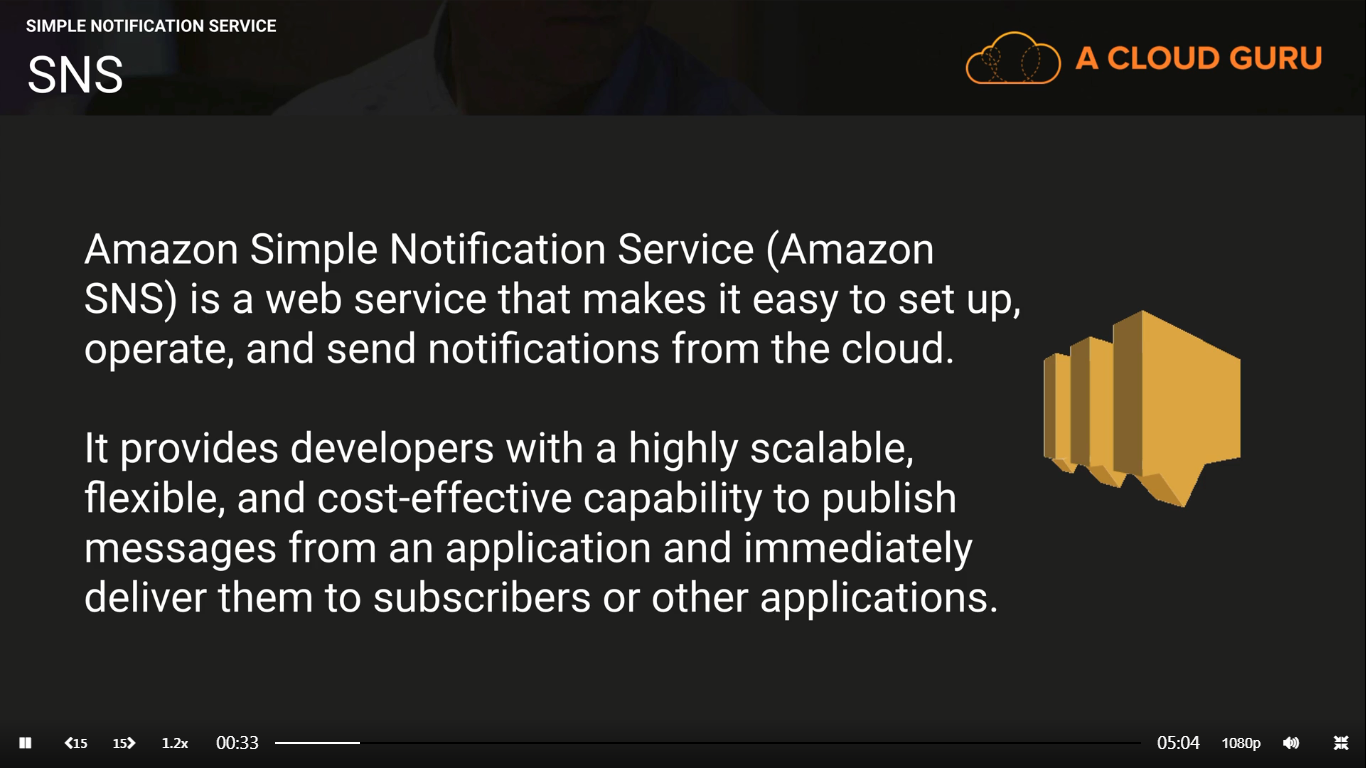 SIMPLE NOTIFICATION SERVICE
SNS
A CLOUD GURU
Amazon Simple Notification Service (Amazon
SNS) is a web service that makes it easy to set up,
operate, and send notifications from the cloud.
It provides developers with a highly scalable,
flexible, and cost-effective capability to publish
messages from an application and immediately
deliver them to subscribers or other applications.
15 15 1.2x 00:33 05:04 1080p